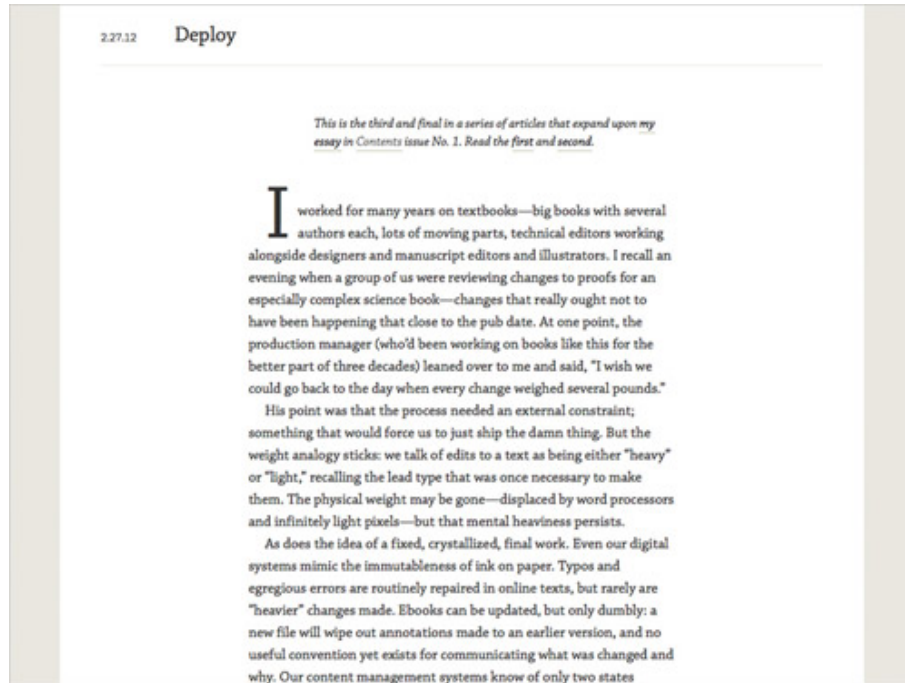 2.27.12 Deploy
This is the third and final in a series of articles that expand upon my
essay in Contents issue No. 1. Read the first and second.
I worked for many years on textbooks—big books with several
authors each, lots of moving parts, technical editors working
alongside designers and manuscript editors and illustrators. I recall an
evening when a group of us were reviewing changes to proofs for an
especially complex science book—changes that really ought not to
have been happening that close to the pub date. At one point, the
production manager (who'd been working on books like this for the
better part of three decades) leaned over to me and said, "I wish we
could go back to the day when every change weighed several pounds."
His point was that the process needed an external constraint;
something that would force us to just ship the damn thing. But the
weight analogy sticks: we talk of edits to a text as being either "heavy"
or "light," recalling the lead type that was once necessary to make
them. The physical weight may be gone—displaced by word processors
and infinitely light pixels—but that mental heaviness persists.
As does the idea of a fixed, crystallized, final work. Even our digital
systems mimic the immutableness of ink on paper. Typos and
egregious errors are routinely repaired in online texts, but rarely are
"heavier" changes made. Ebooks can be updated, but only dumbly: a
new file will wipe out annotations made to an earlier version, and no
useful convention yet exists for communicating what was changed and
why. Our content management systems know of only two states